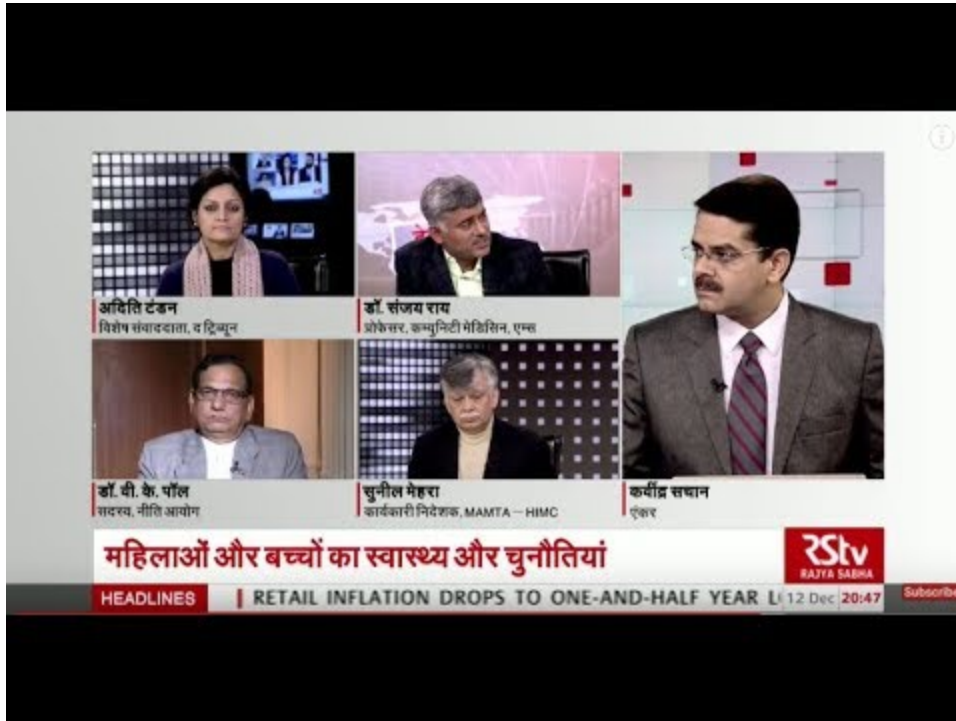 अदिति टंडन
विशेष संवाददाता, द ट्रिब्यून
डॉ. संजय राय
प्रोफेसर, कम्युनिटी मेडिसिन, एम्स
डॉ. वी. के. पॉल
सदस्य, नीति आयोग
सुनील मेहरा
कार्यकारी निदेशक, MAMTA – HIMC
कवींद्र सचान
एंकर
महिलाओं और बच्चों का स्वास्थ्य और चुनौतियां
RStv
RAJYA SABHA
HEADLINES
RETAIL INFLATION DROPS TO ONE-AND-HALF YEAR
12 Dec 20:47
Subscribe